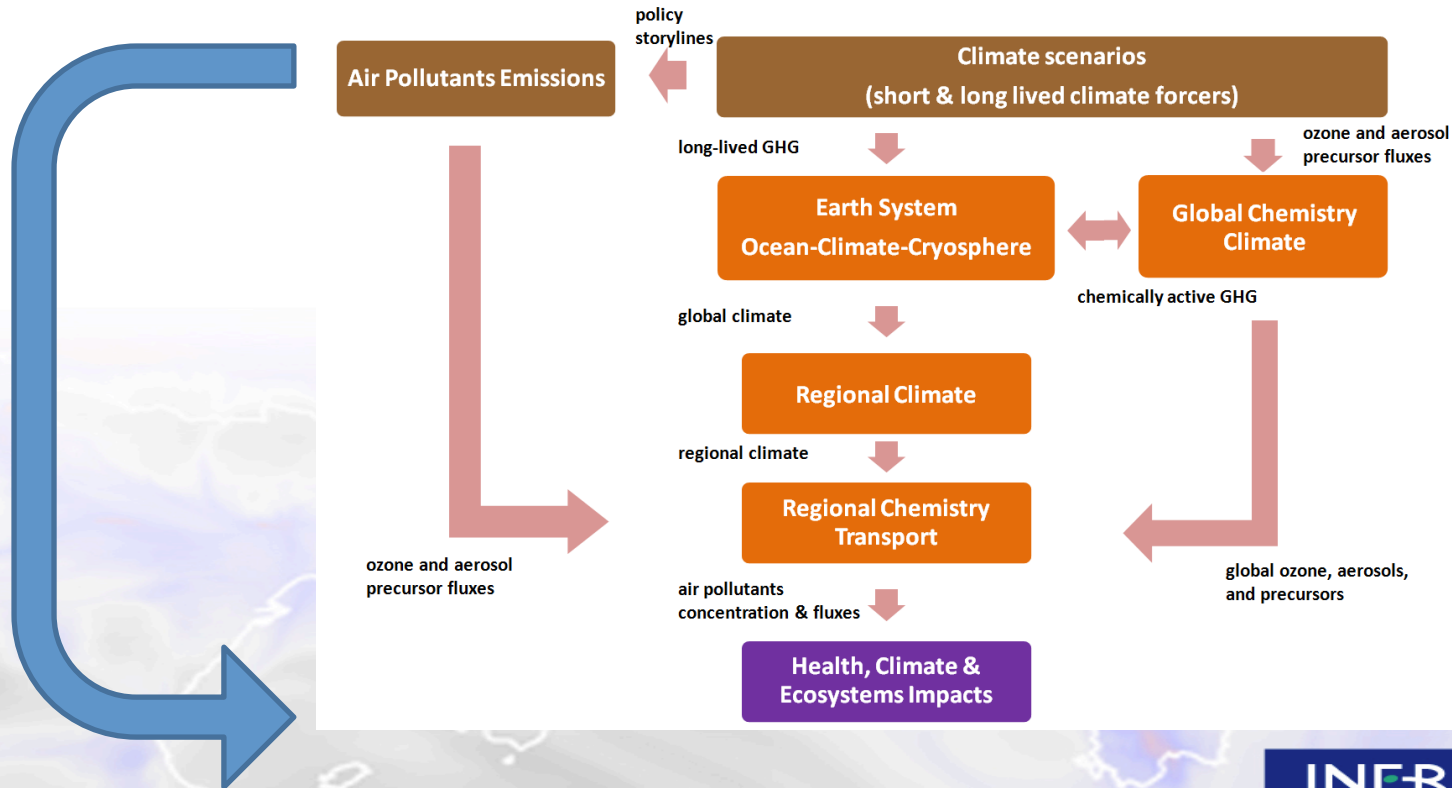 policy
storylines
Air Pollutants Emissions
Climate scenarios
(short & long lived climate forcers)
long-lived GHG
ozone and aerosol
precursor fluxes
Earth System
Ocean-Climate-Cryosphere
Global Chemistry
Climate
chemically active GHG
global climate
Regional Climate
regional climate
Regional Chemistry
Transport
ozone and aerosol
precursor fluxes
global ozone, aerosols,
and precursors
air pollutants
concentration & fluxes
Health, Climate &
Ecosystems Impacts